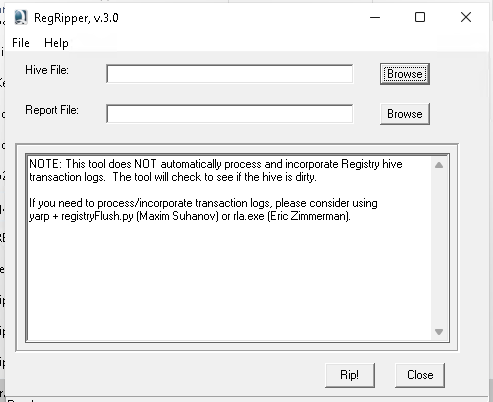 RegRipper, v.3.0
File Help
Hive File:
Browse
Report File:
Browse
NOTE: This tool does NOT automatically process and incorporate Registry hive
transaction logs.  The tool will check to see if the hive is dirty.
If you need to process/incorporate transaction logs, please consider using
yarp + registryFlush.py (Maxim Suhanov) or rla.exe (Eric Zimmerman).
Rip!
Close